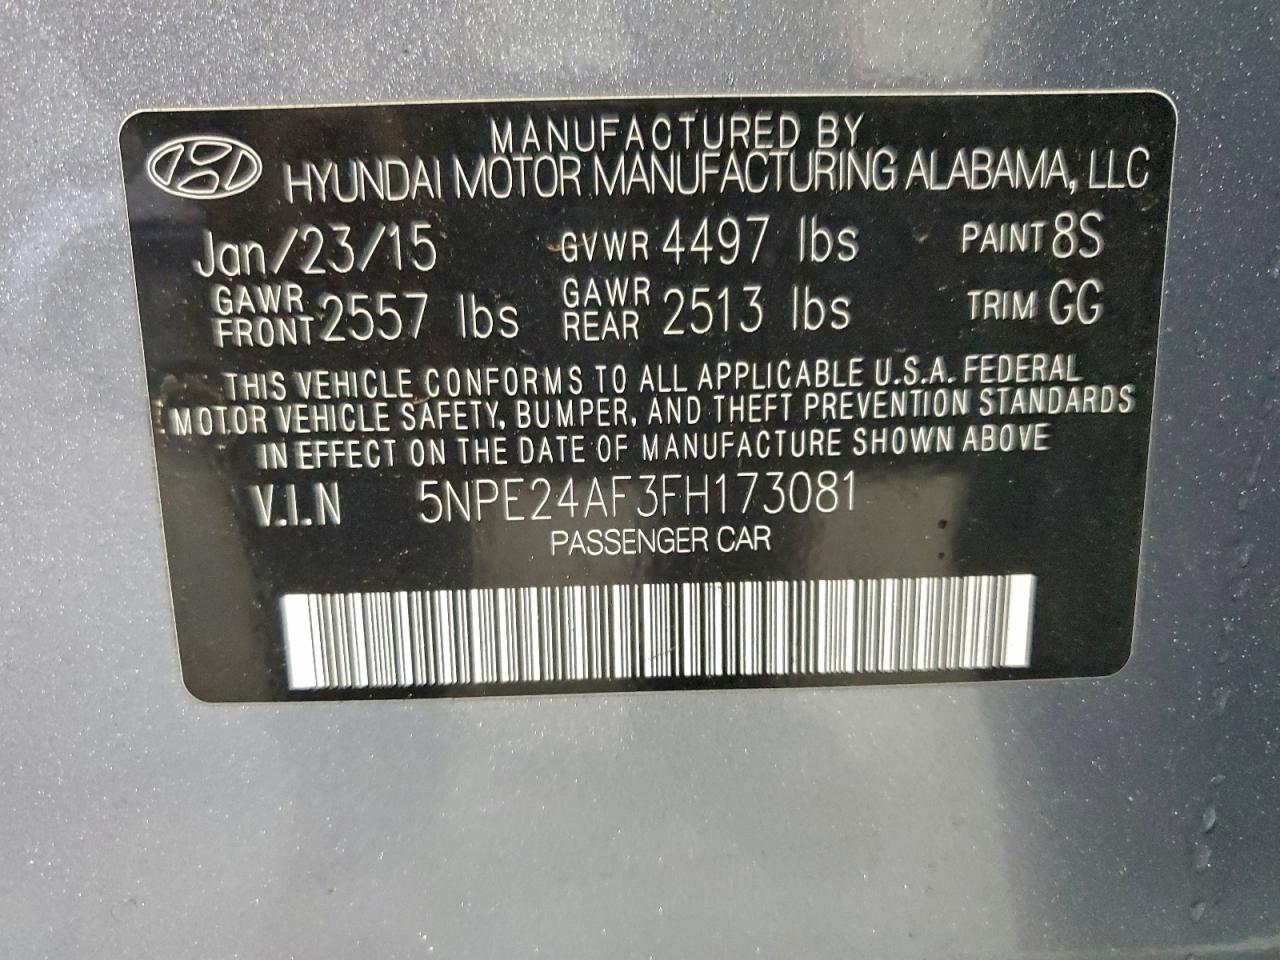 MANUFACTURED BY
HYUNDAI MOTOR MANUFACTURING ALABAMA, LLC
Jan/23/15 GVWR 4497 lbs PAINT 8S
GAWR FRONT 2557 lbs GAWR REAR 2513 lbs TRIM GG
THIS VEHICLE CONFORMS TO ALL APPLICABLE U.S.A. FEDERAL
MOTOR VEHICLE SAFETY, BUMPER, AND THEFT PREVENTION STANDARDS
IN EFFECT ON THE DATE OF MANUFACTURE SHOWN ABOVE
V.I.N 5NPE24AF3FH173081
PASSENGER CAR